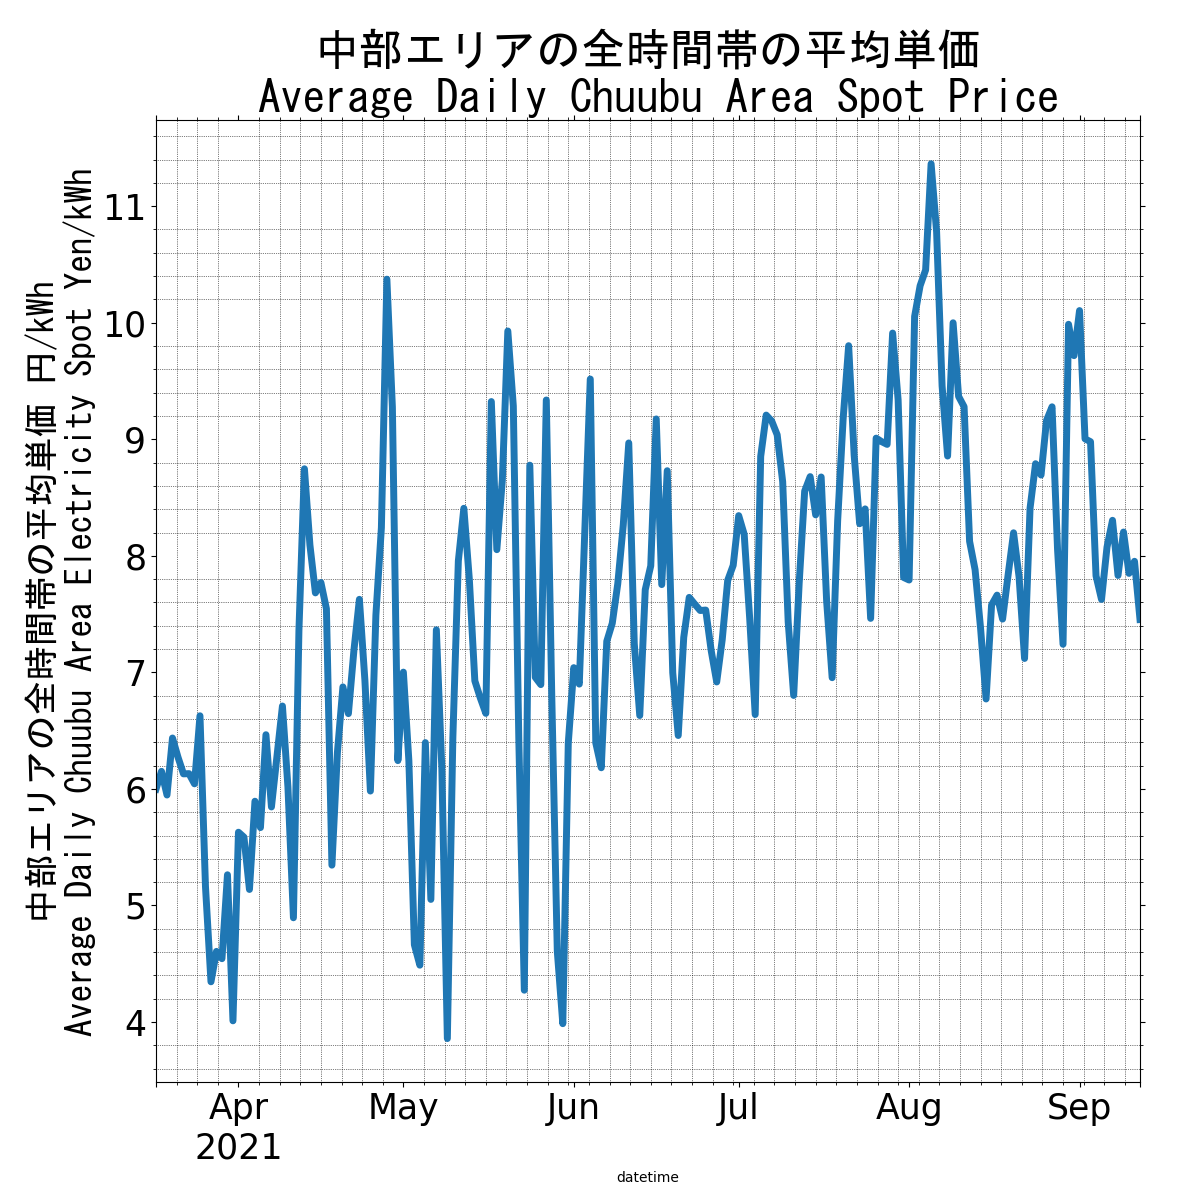 中部エリアの全時間帯の平均単価
Average Daily Chuubu Area Spot Price
中部エリアの全時間帯の平均単価 円/kWh
Average Daily Chuubu Area Electricity Spot Yen/kWh
11
10
9
8
7
6
5
4
Apr
2021
May
Jun
Jul
Aug
Sep
datetime